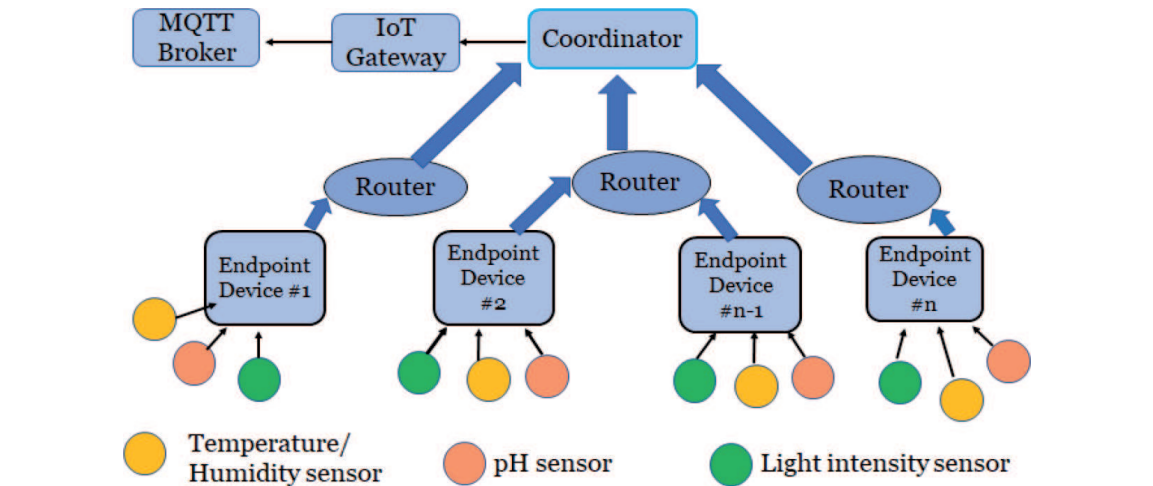 MQTT
Broker
IoT
Gateway
Coordinator
Router
Router
Router
Endpoint
Device #1
Endpoint
Device
#2
Endpoint
Device
#n-1
Endpoint
Device
#n
Temperature/
Humidity sensor
pH sensor
Light intensity sensor